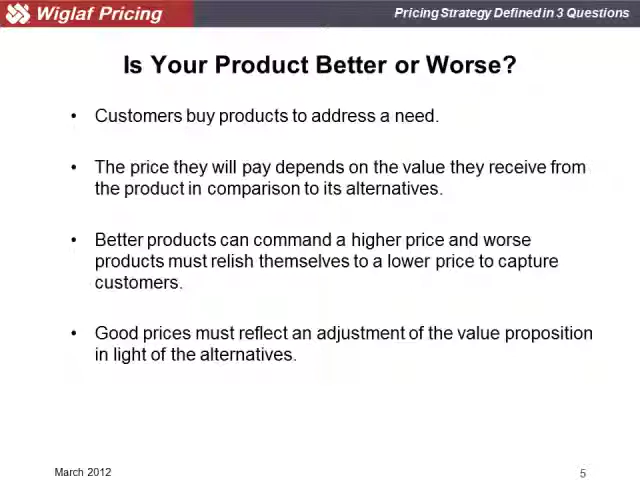 Wiglaf Pricing
Pricing Strategy Defined in 3 Questions
Is Your Product Better or Worse?
• Customers buy products to address a need.
• The price they will pay depends on the value they receive from
the product in comparison to its alternatives.
• Better products can command a higher price and worse
products must relish themselves to a lower price to capture
customers.
• Good prices must reflect an adjustment of the value proposition
in light of the alternatives.
March 2012
5